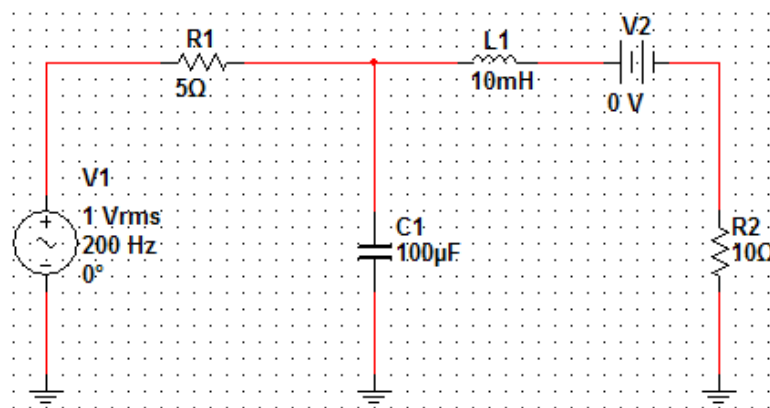 R1
5Ω
L1
10mH
V2
0 V
V1
1 Vrms
200 Hz
0°
C1
100µF
R2
10Ω